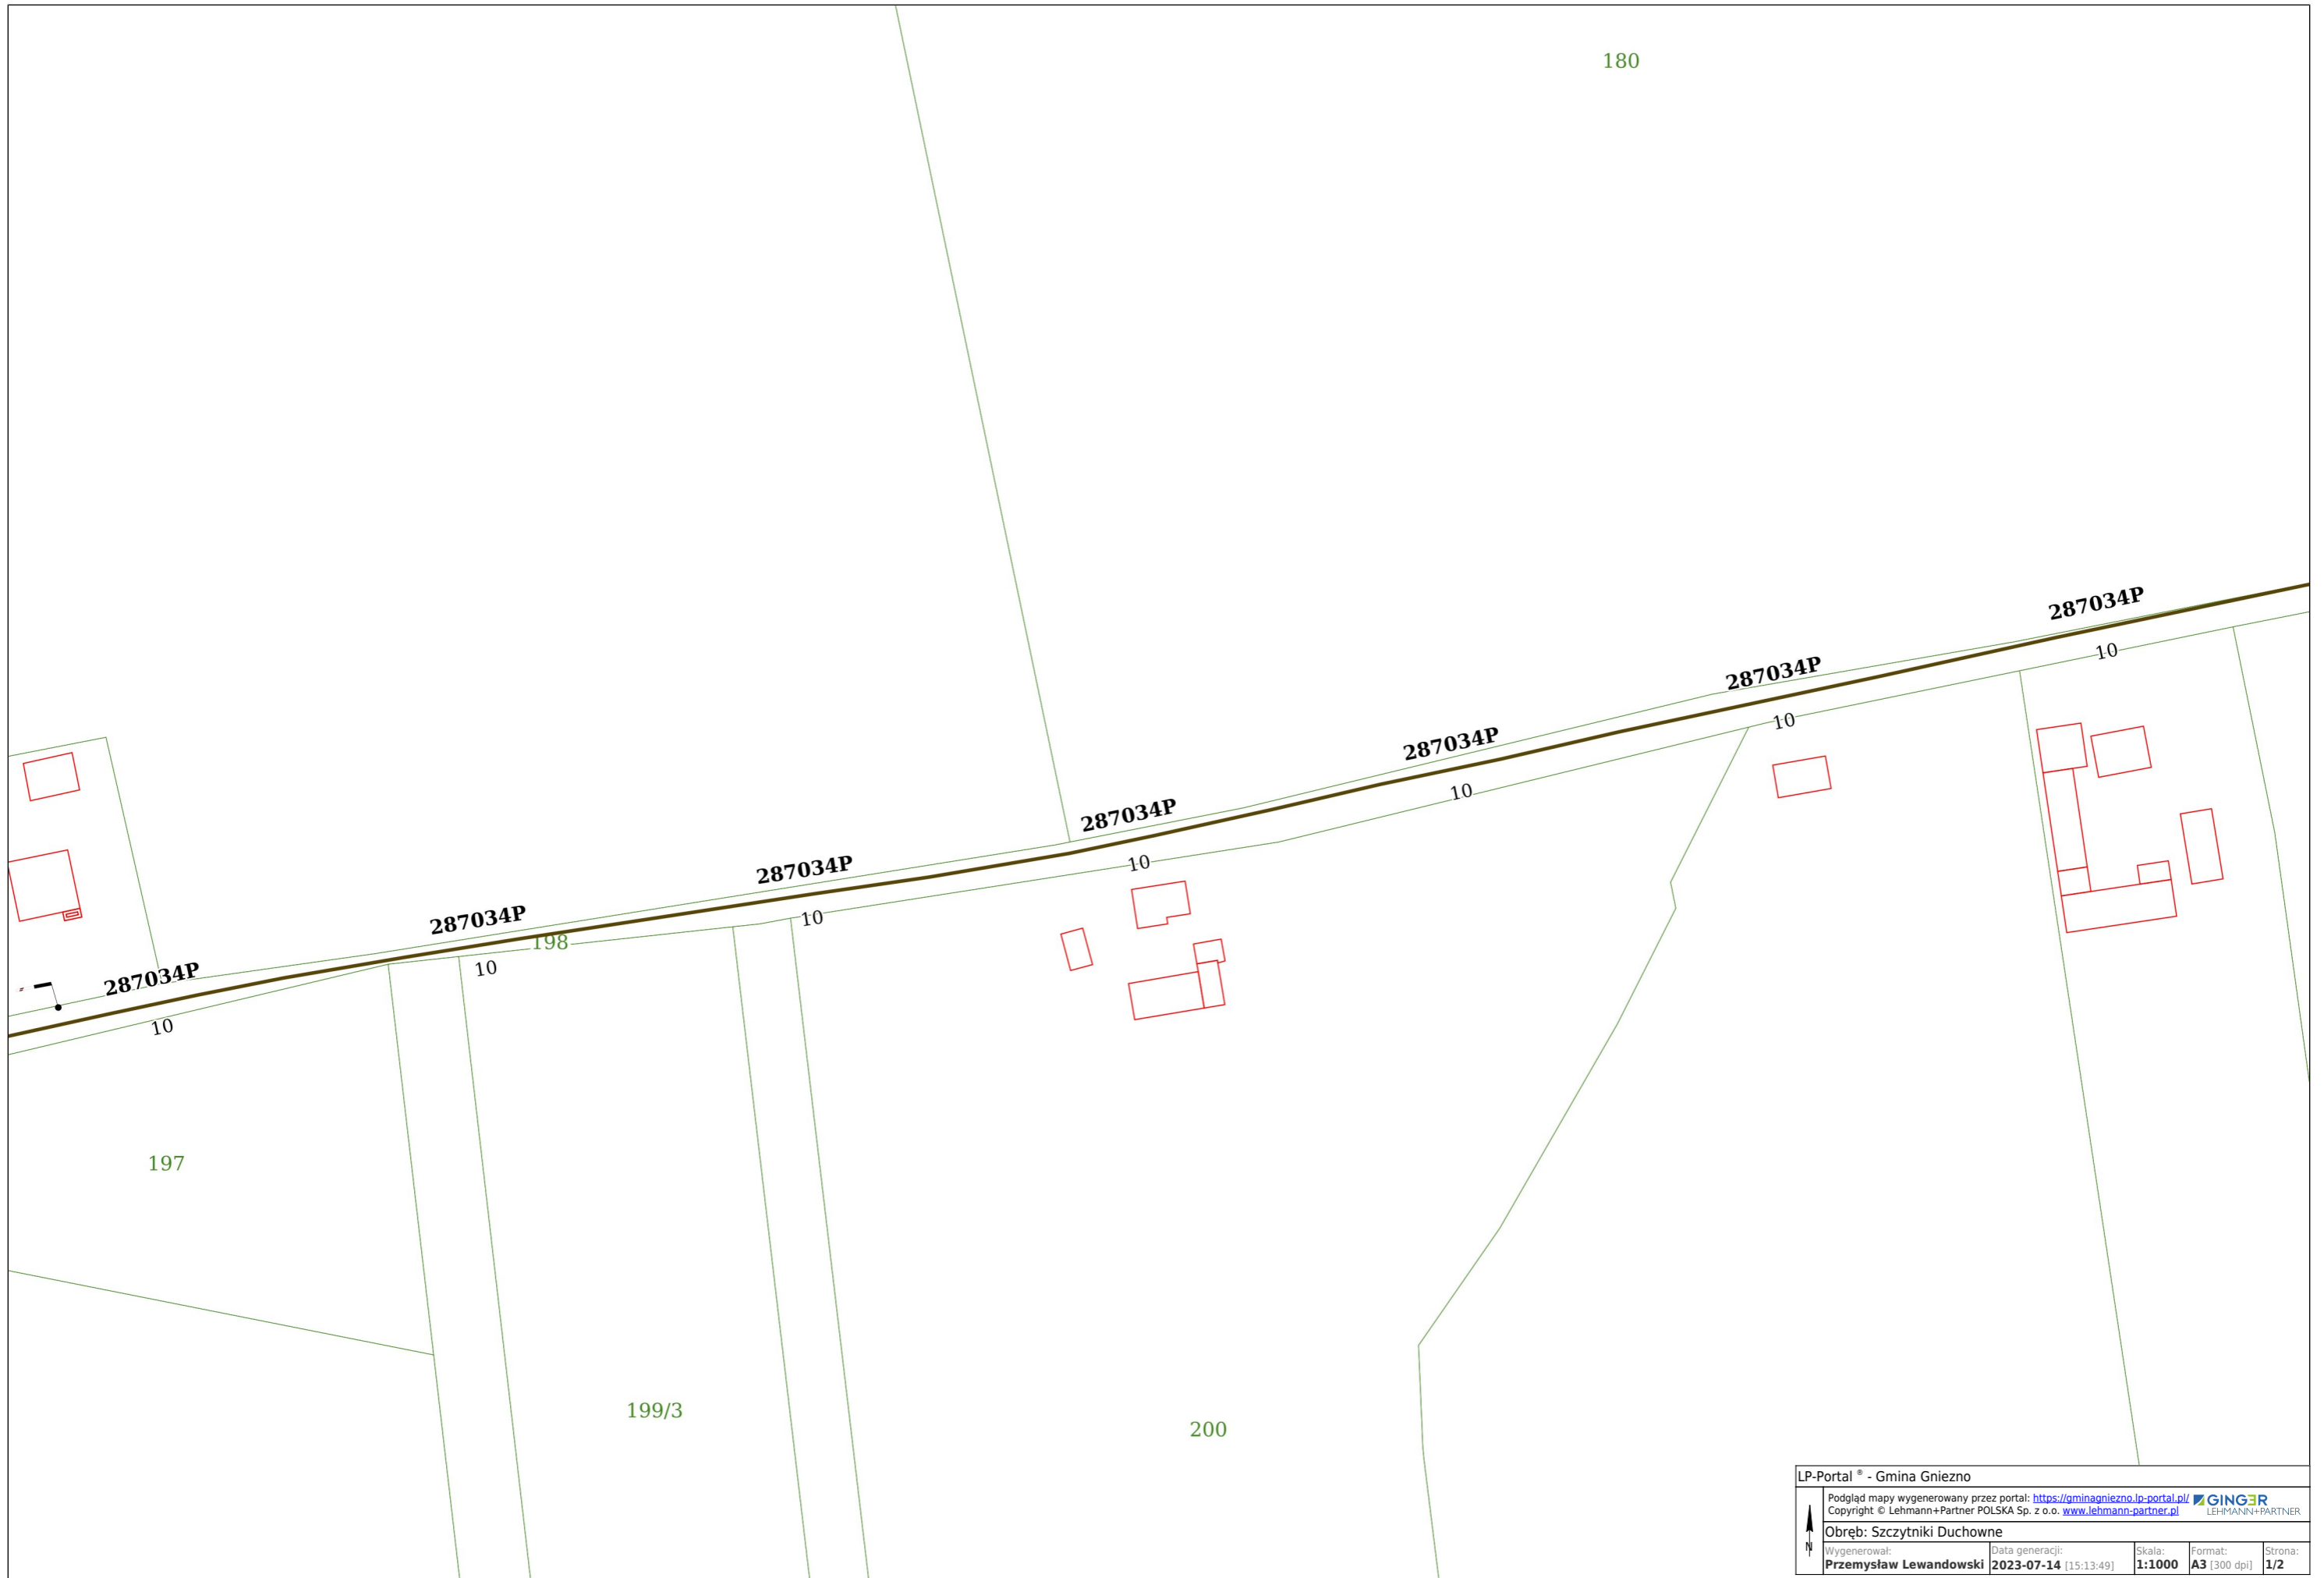 180
287034P
10
287034P
10
287034P
10
287034P
10
287034P
10
287034P
198
10
287034P
10
197
199/3
200
LP-Portal ® - Gmina Gniezno
Podgląd mapy wygenerowany przez portal: https://gminagniezno.lp-portal.pl/
Copyright © Lehmann+Partner POLSKA Sp. z o.o. www.lehmann-partner.pl
GINGER
LEHMANN+PARTNER
N
Obręb: Szczytniki Duchowne
Wygenerował: Data generacji: Skala: Format: Strona:
Przemysław Lewandowski 2023-07-14 [15:13:49] 1:1000 A3 [300 dpi] 1/2